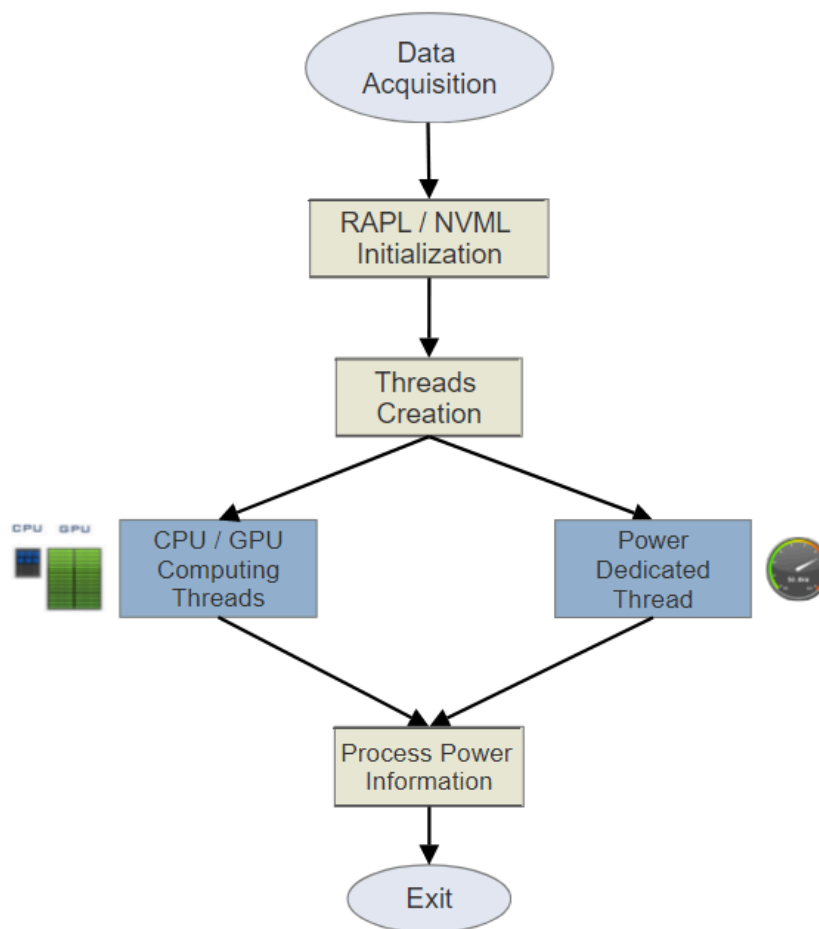 Data
Acquisition
RAPL / NVML
Initialization
Threads
Creation
CPU GPU
CPU / GPU
Computing
Threads
Power
Dedicated
Thread
Process Power
Information
Exit